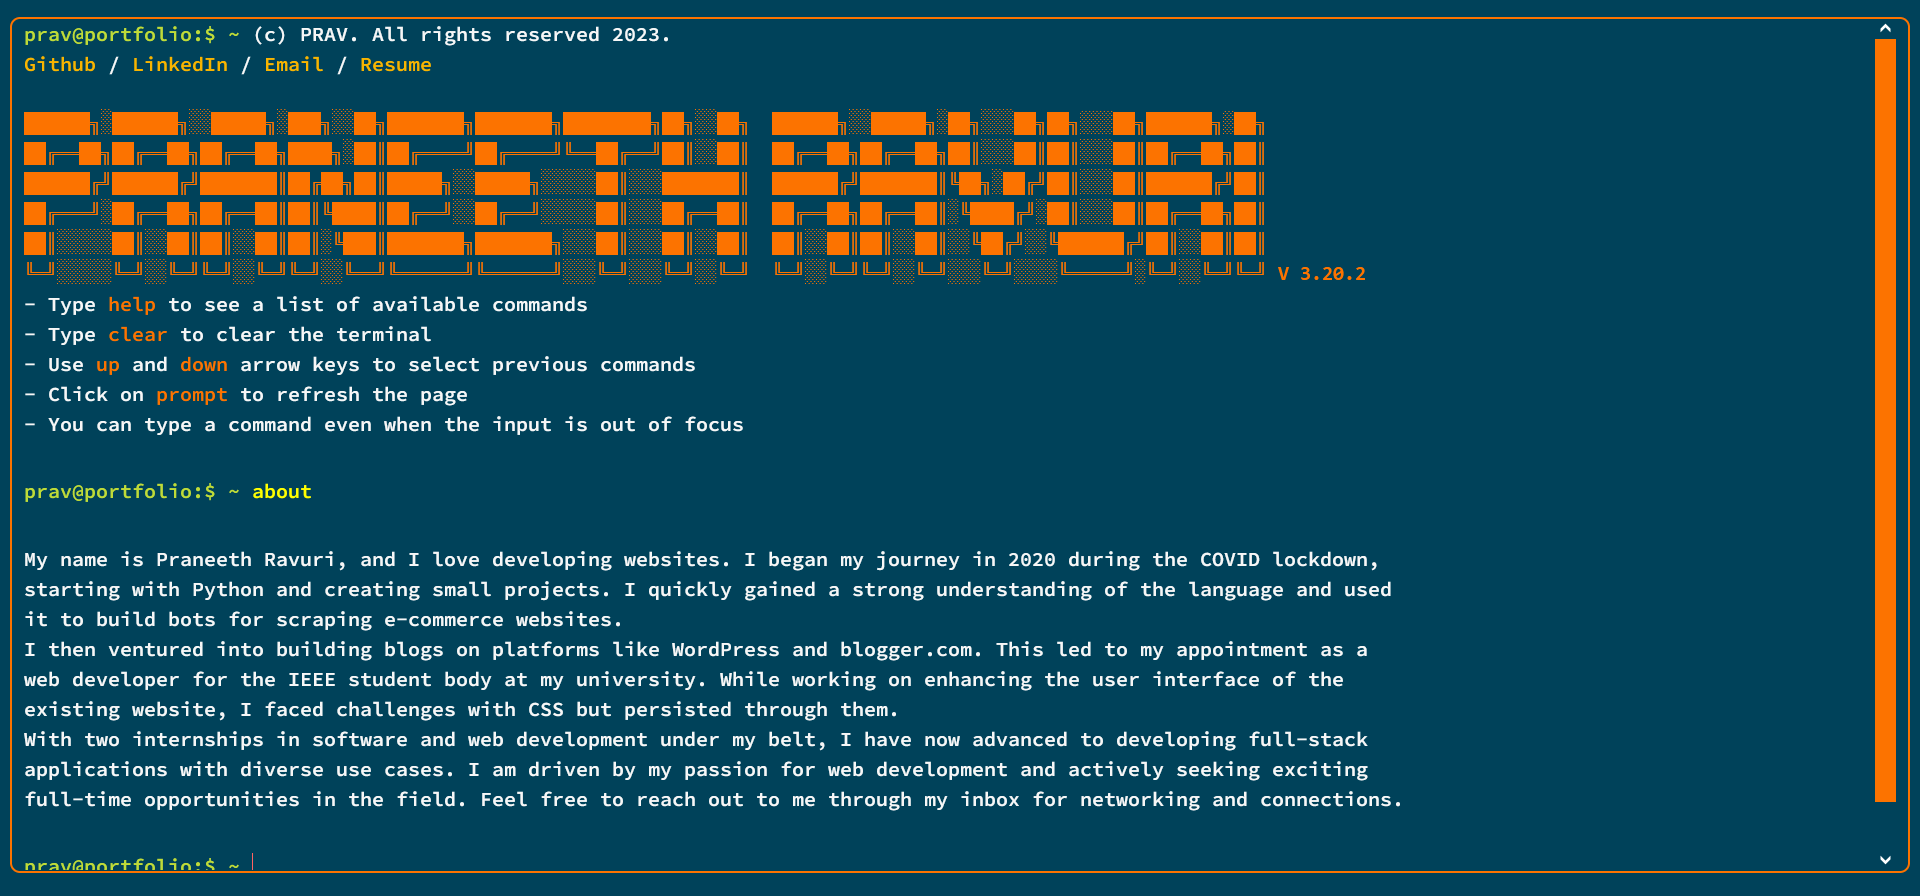 prav@portfolio:$ ~ (c) PRAV. All rights reserved 2023.
Github / LinkedIn / Email / Resume
PRANEETH RAVURI V 3.20.2
- Type help to see a list of available commands
- Type clear to clear the terminal
- Use up and down arrow keys to select previous commands
- Click on prompt to refresh the page
- You can type a command even when the input is out of focus
prav@portfolio:$ ~ about
My name is Praneeth Ravuri, and I love developing websites. I began my journey in 2020 during the COVID lockdown,
starting with Python and creating small projects. I quickly gained a strong understanding of the language and used
it to build bots for scraping e-commerce websites.
I then ventured into building blogs on platforms like WordPress and blogger.com. This led to my appointment as a
web developer for the IEEE student body at my university. While working on enhancing the user interface of the
existing website, I faced challenges with CSS but persisted through them.
With two internships in software and web development under my belt, I have now advanced to developing full-stack
applications with diverse use cases. I am driven by my passion for web development and actively seeking exciting
full-time opportunities in the field. Feel free to reach out to me through my inbox for networking and connections.
prav@portfolio:$ ~